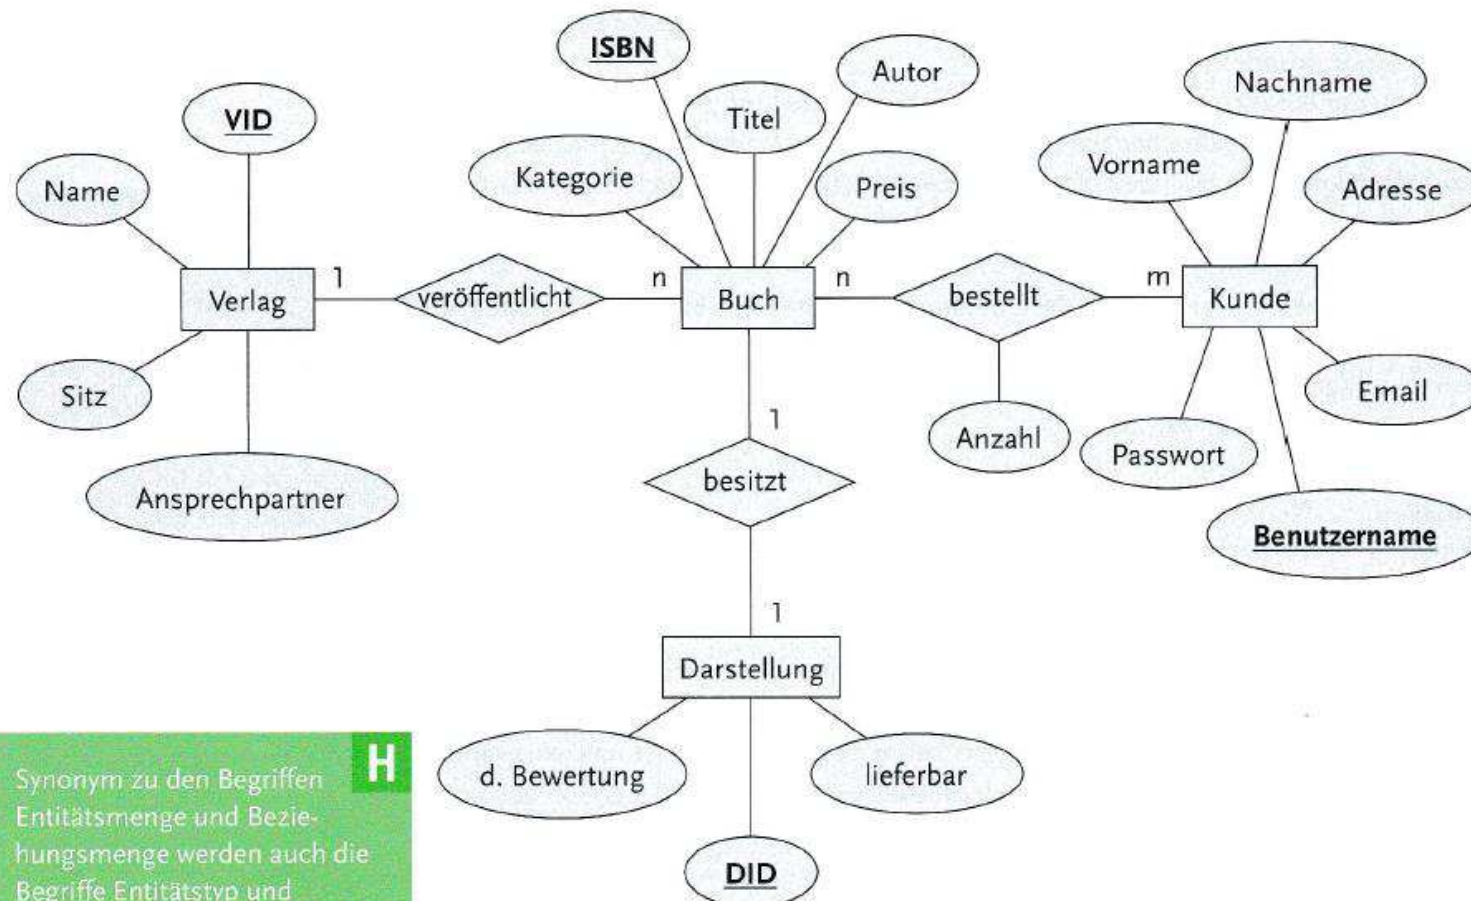 ISBN
Autor
Nachname
VID
Titel
Vorname
Kategorie
Preis
Adresse
Name
1
n
n
m
Verlag
veröffentlicht
Buch
bestellt
Kunde
Sitz
Email
1
Anzahl
Passwort
besitzt
Ansprechpartner
Benutzername
1
Darstellung
d. Bewertung
lieferbar
DID
H
Synonym zu den Begriffen
Entitätsmenge und Bezie-
hungsmenge werden auch die
Begriffe Entitätstyp und